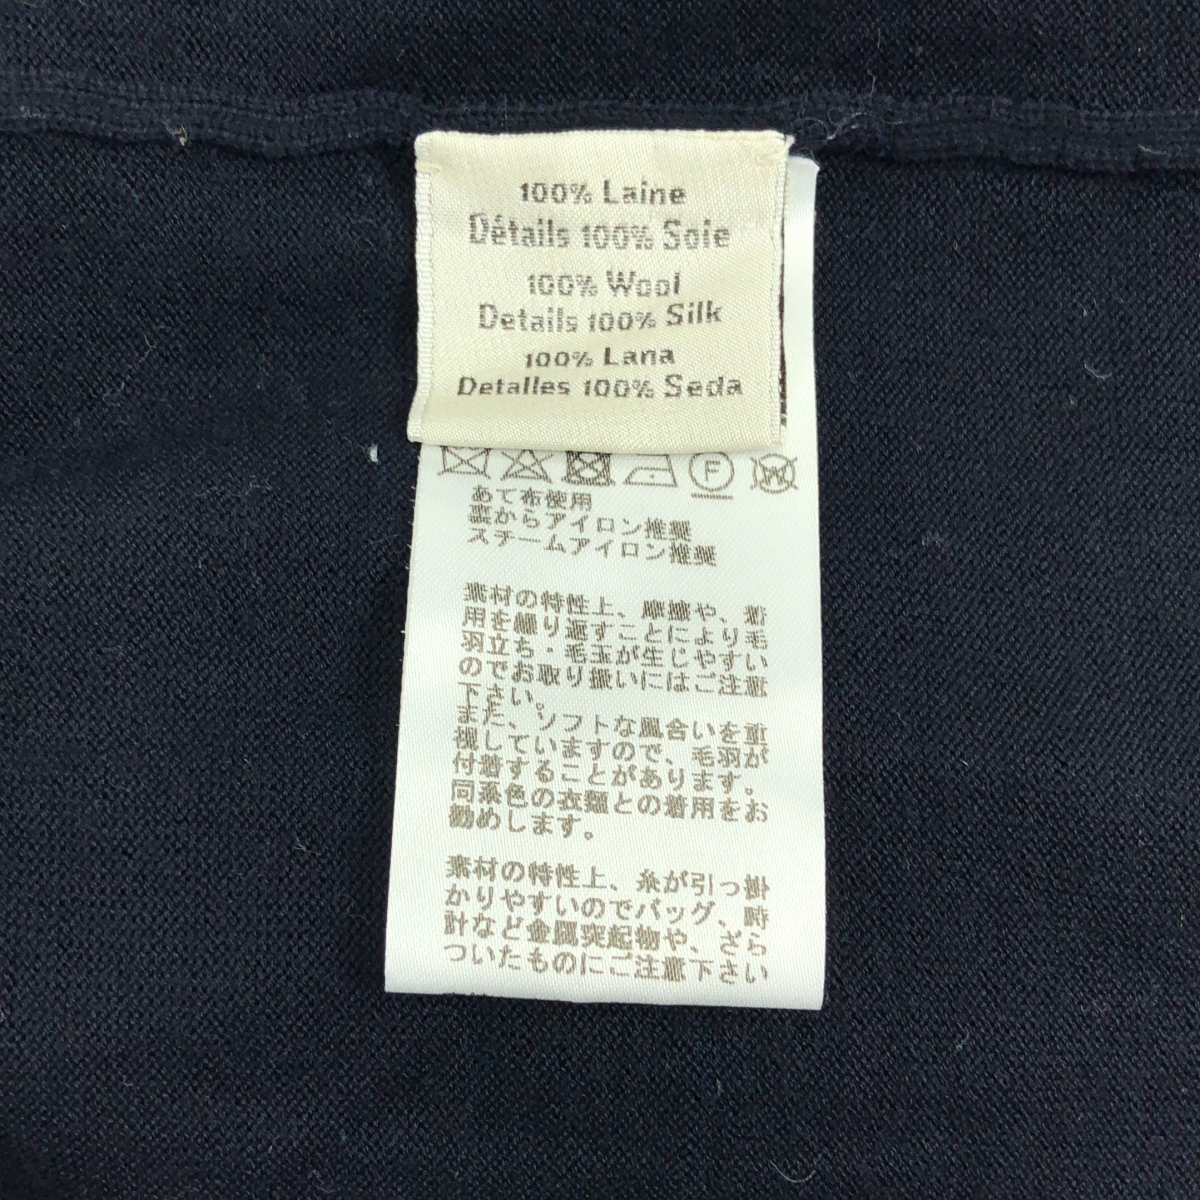 100% Laine
Détails 100% Soie
100% Wool
Details 100% Silk
100% Lana
Detalles 100% Seda
F
W
あて布使用
裏からアイロン推奨
スチームアイロン推奨
素材の特性上、摩擦や、着
用を繰り返すことにより毛
羽立ち・毛玉が生じやすい
のでお取り扱いにはご注意
下さい。
また、ソフトな風合いを重
視していますので、毛羽が
付着することがあります。
同系色の衣類との着用をお
勧めします。
素材の特性上、糸が引っ掛
かりやすいのでバッグ、時
計など金属突起物や、ざら
ついたものにご注意下さい